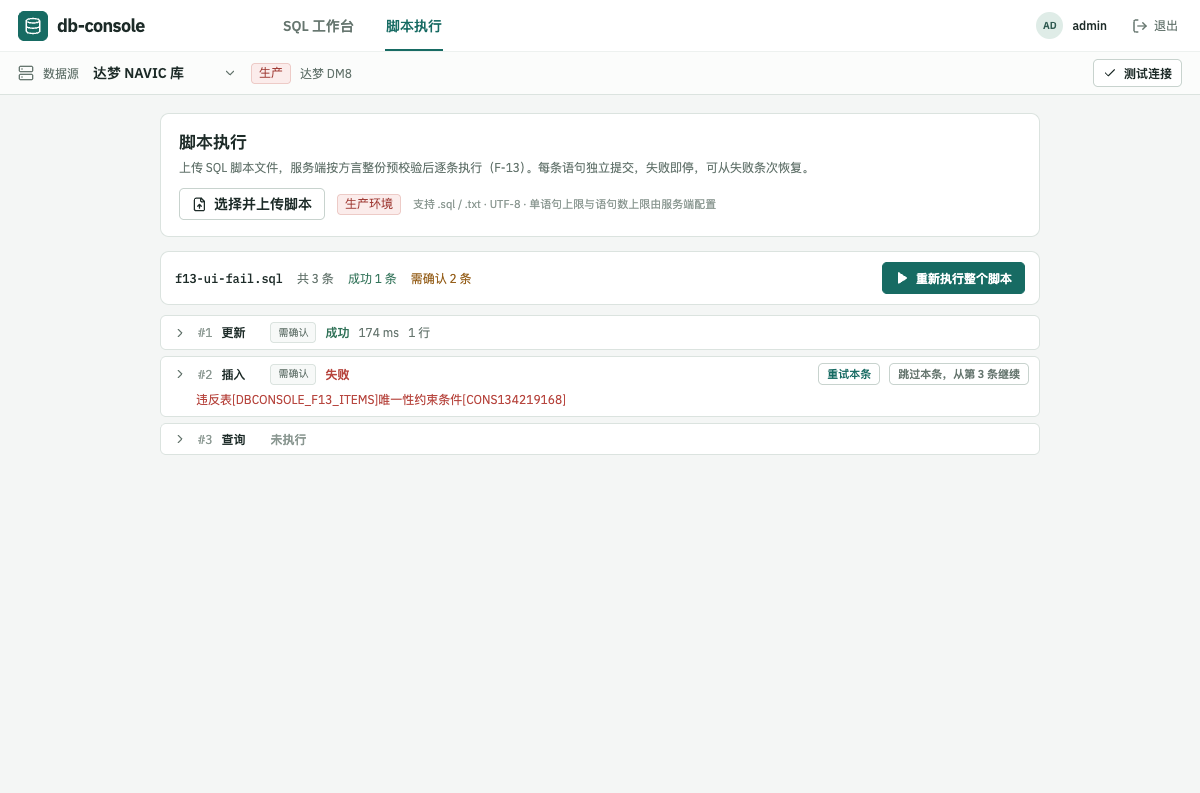 db-console SQL 工作台 脚本执行 AD admin 退出
数据源 达梦 NAVIC 库 生产 达梦 DM8 测试连接
脚本执行
上传 SQL 脚本文件，服务端按方言整份预校验后逐条执行（F-13）。每条语句独立提交，失败即停，可从失败条次恢复。
选择并上传脚本 生产环境 支持 .sql / .txt · UTF-8 · 单语句上限与语句数上限由服务端配置
f13-ui-fail.sql 共 3 条 成功 1 条 需确认 2 条 重新执行整个脚本
#1 更新 需确认 成功 174 ms 1 行
#2 插入 需确认 失败 重试本条 跳过本条，从第 3 条继续
违反表[DBCONSOLE_F13_ITEMS]唯一性约束条件[CONS134219168]
#3 查询 未执行